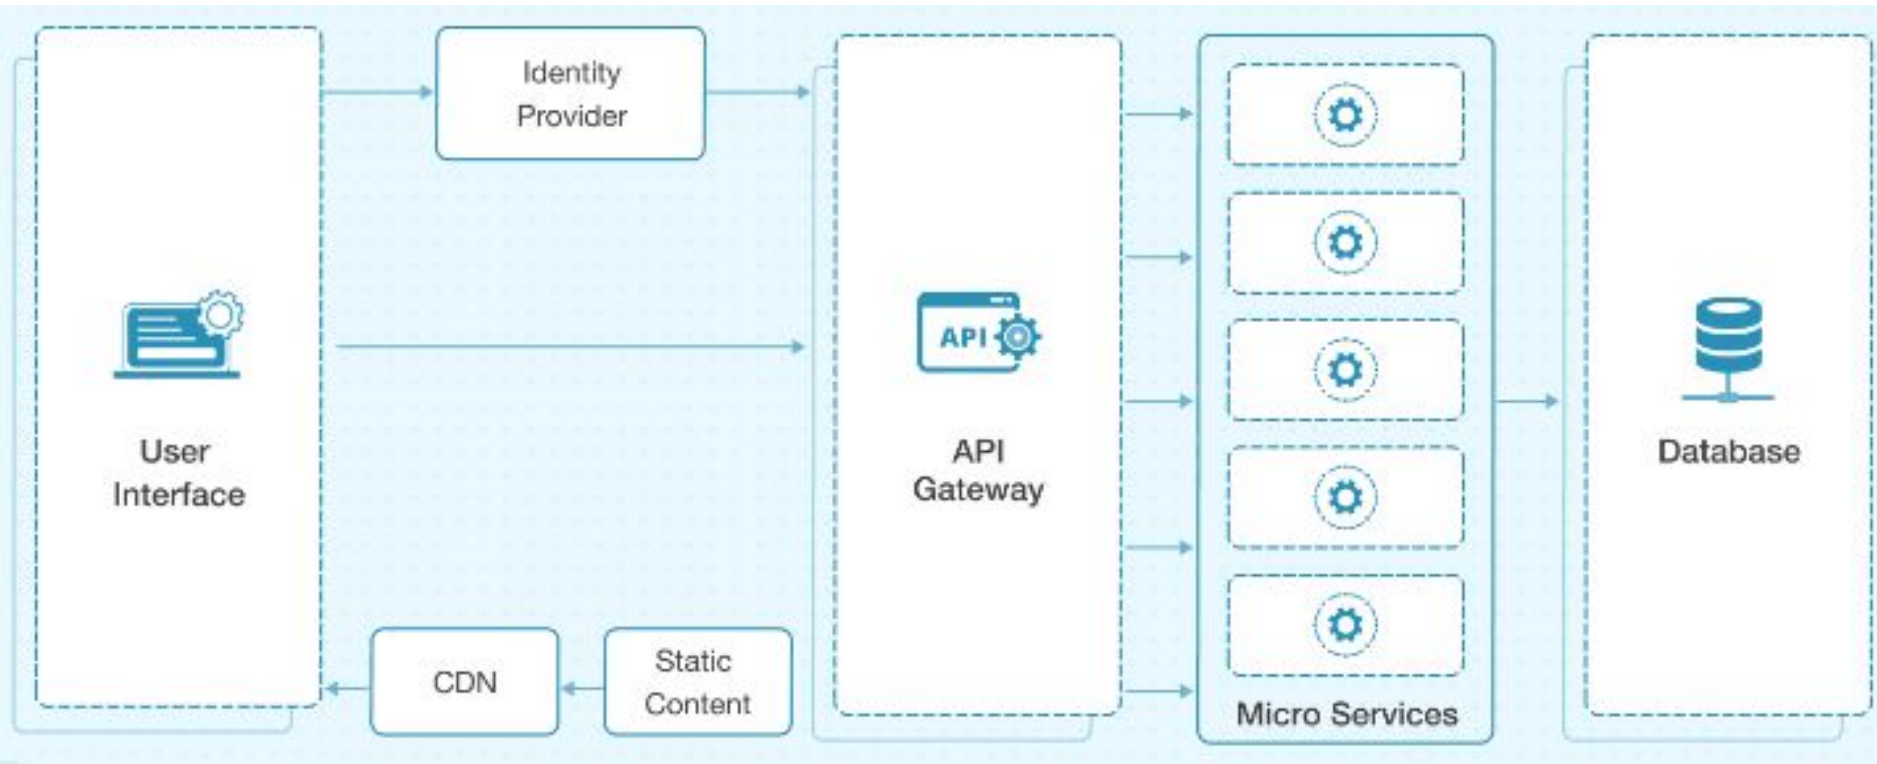 Identity
Provider
API
User
Interface
API
Gateway
Database
CDN
Static
Content
Micro Services